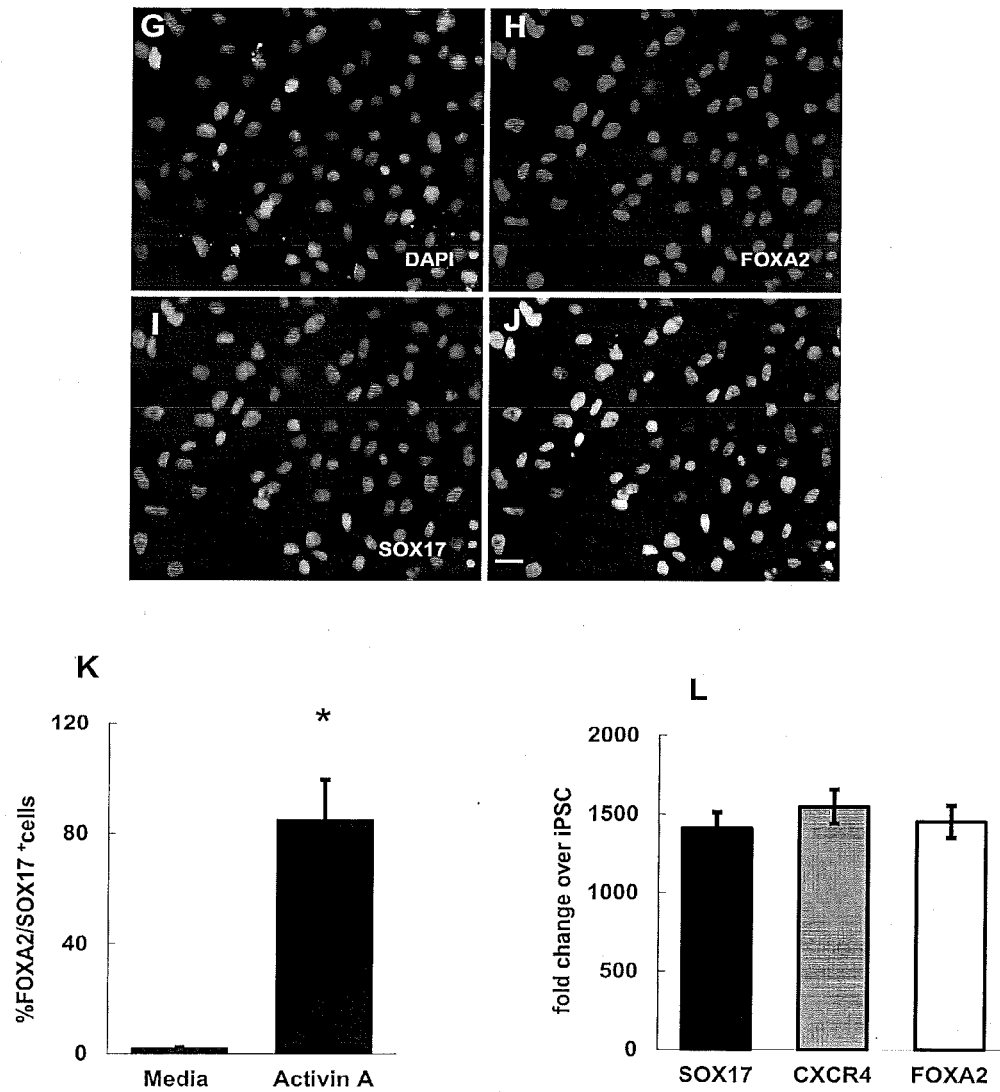 G
H
DAPI
FOXA2
I
J
SOX17
K
*
120
80
40
0
%FOXA2/SOX17 +cells
Media
Activin A
L
2000
1500
1000
500
0
fold change over iPSC
SOX17
CXCR4
FOXA2